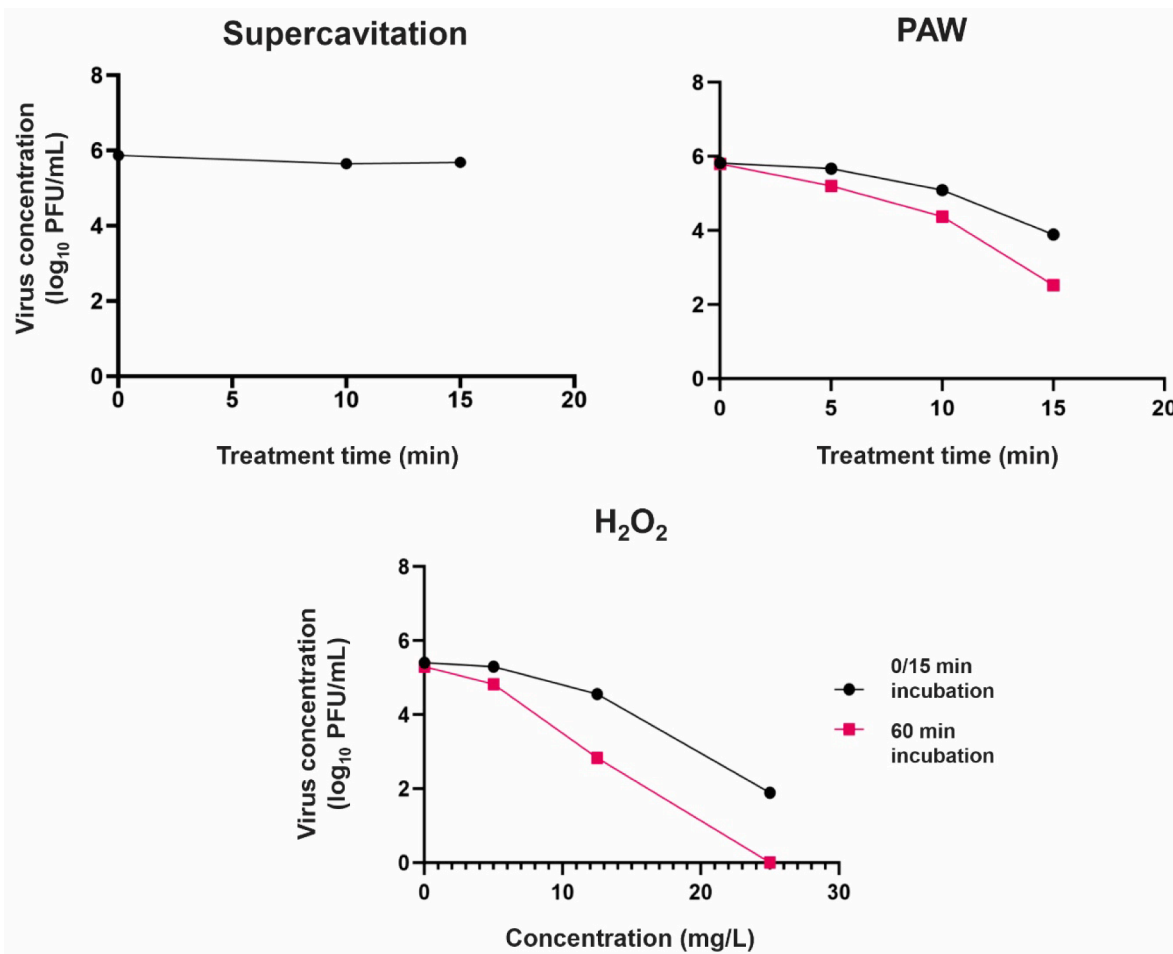 Supercavitation
Virus concentration
(log₁₀ PFU/mL)
8
6
4
2
0
0 5 10 15 20
Treatment time (min)
PAW
8
6
4
2
0
0 5 10 15 20
Treatment time (min)
H₂O₂
Virus concentration
(log₁₀ PFU/mL)
8
6
4
2
0
0 10 20 30
Concentration (mg/L)
0/15 min
incubation
60 min
incubation